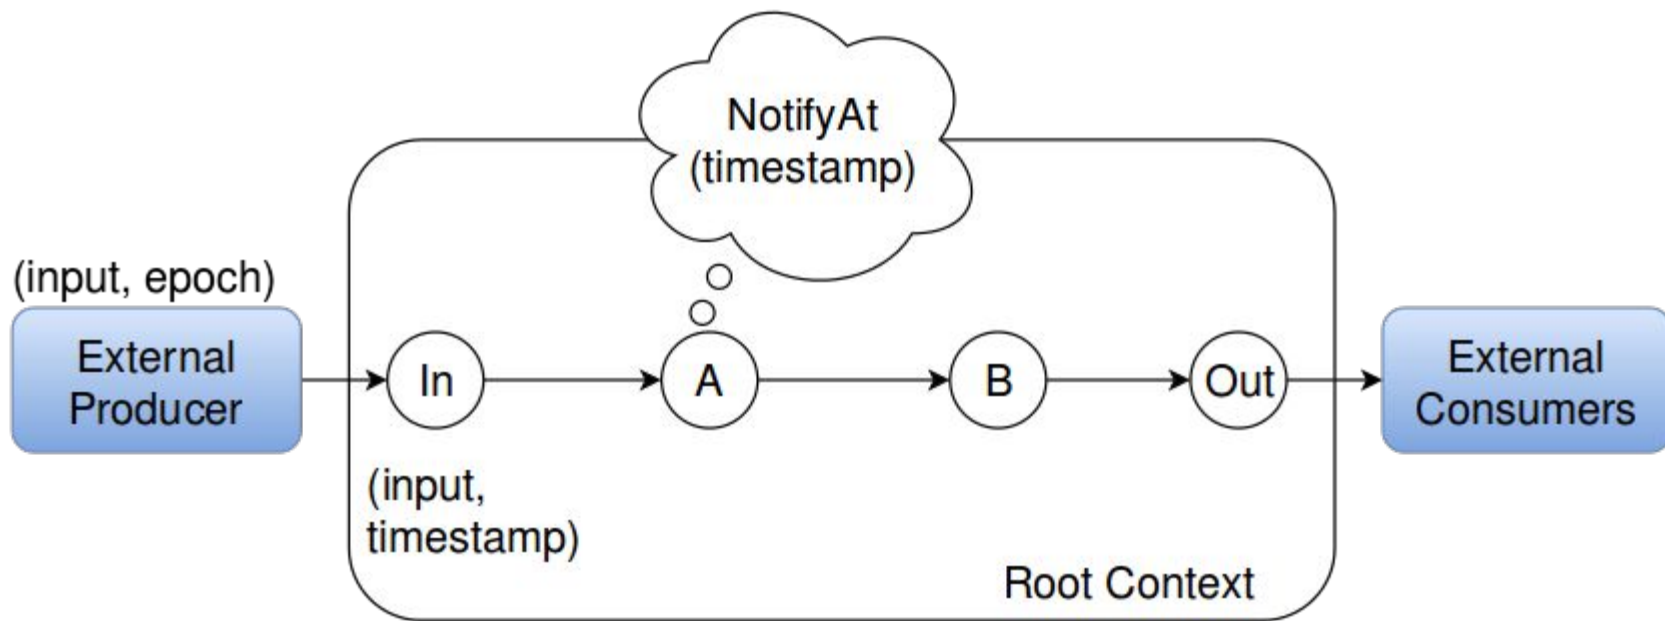 NotifyAt
(timestamp)
(input, epoch)
External
Producer
In
A
B
Out
External
Consumers
(input,
timestamp)
Root Context